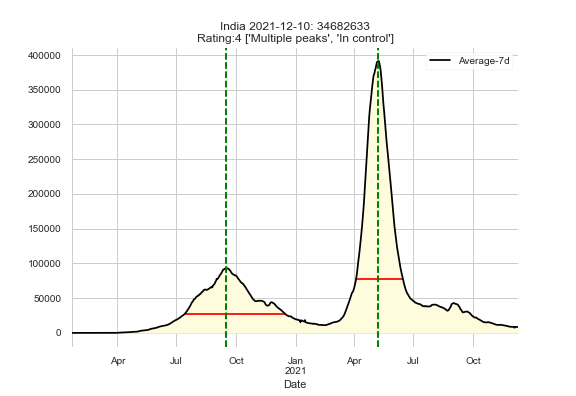 India 2021-12-10: 34682633
Rating:4 ['Multiple peaks', 'In control']
Average-7d
400000
350000
300000
250000
200000
150000
100000
50000
0
Apr Jul Oct Jan Apr Jul Oct
2021
Date